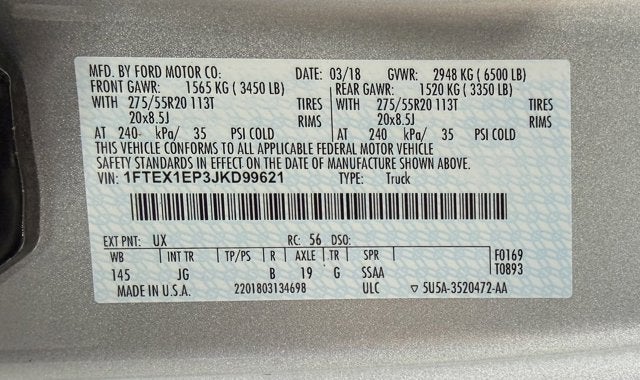 MFD. BY FORD MOTOR CO: DATE: 03/18 GVWR: 2948 KG ( 6500 LB)
FRONT GAWR: 1565 KG ( 3450 LB) REAR GAWR: 1520 KG ( 3350 LB)
WITH 275/55R20 113T TIRES WITH 275/55R20 113T TIRES
20x8.5J RIMS 20x8.5J RIMS
AT 240 kPa/ 35 PSI COLD AT 240 kPa/ 35 PSI COLD
THIS VEHICLE CONFORMS TO ALL APPLICABLE FEDERAL MOTOR VEHICLE
SAFETY STANDARDS IN EFFECT ON THE DATE OF MANUFACTURE SHOWN ABOVE.
VIN: 1FTEX1EP3JKD99621 TYPE: Truck
EXT PNT: UX RC: 56 DSO:
WB INT TR TP/PS R AXLE TR SPR F0169
145 JG B 19 G SSAA T0893
MADE IN U.S.A. 2201803134698 ULC ▽ 5U5A-3520472-AA